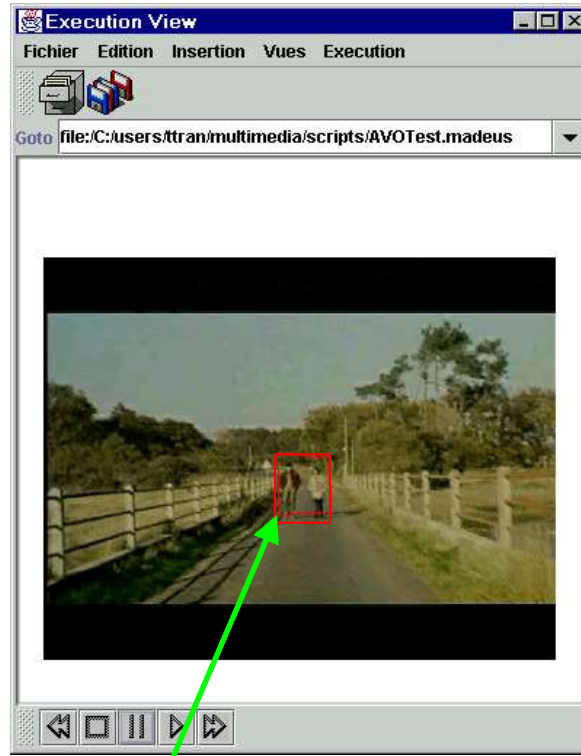 Execution View
Fichier Edition Insertion Vues Execution
Goto file:/C:/users/ttran/multimedia/scripts/AVOTest.madeus